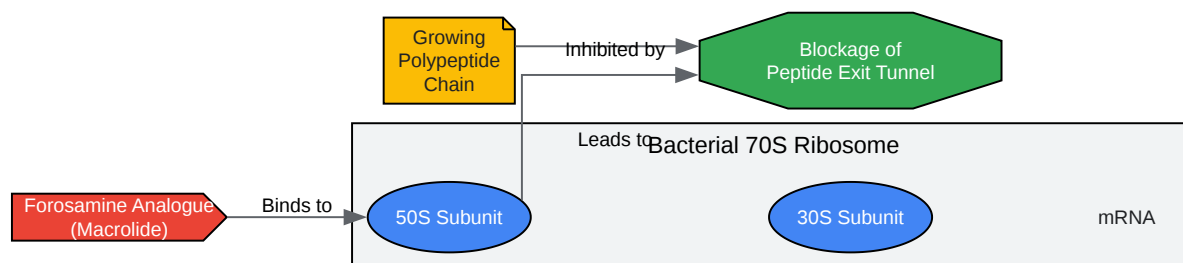 Growing
Polypeptide
Chain
Inhibited by
Blockage of
Peptide Exit Tunnel
Leads to
Bacterial 70S Ribosome
Forosamine Analogue
(Macrolide)
Binds to
50S Subunit
30S Subunit
mRNA